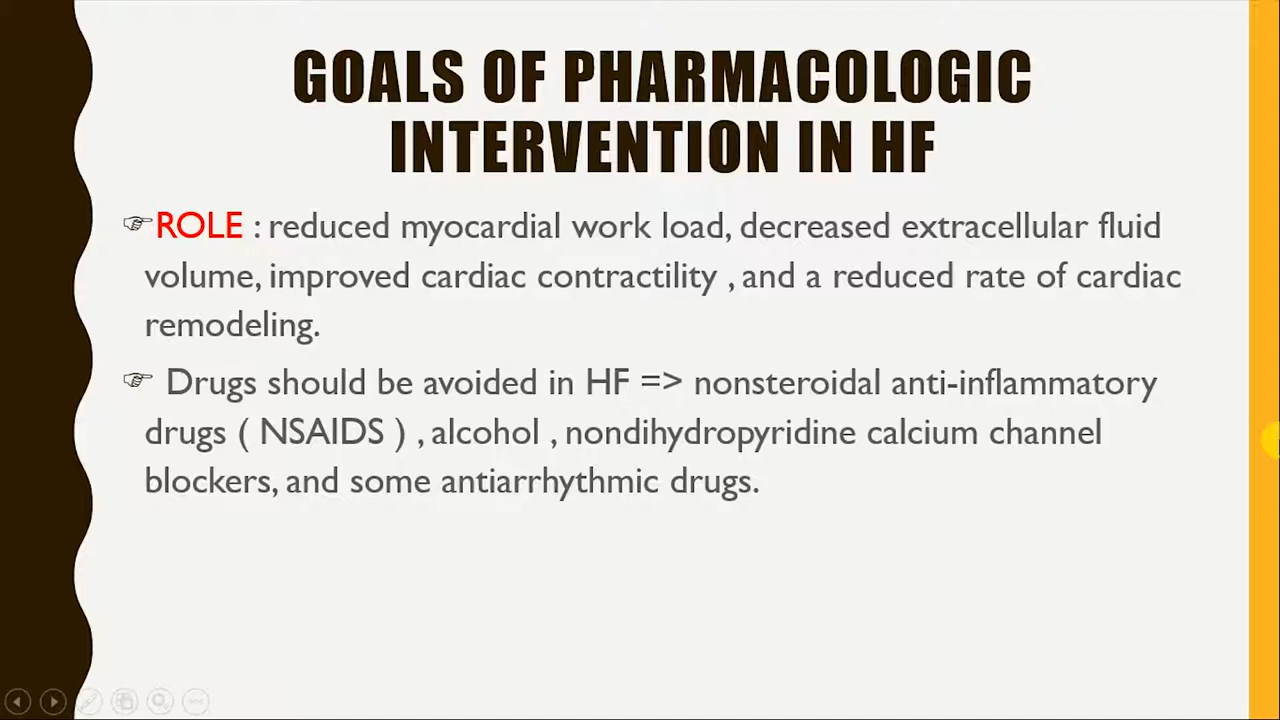 GOALS OF PHARMACOLOGIC
INTERVENTION IN HF
☞ROLE : reduced myocardial work load, decreased extracellular fluid
volume, improved cardiac contractility , and a reduced rate of cardiac
remodeling.
☞ Drugs should be avoided in HF => nonsteroidal anti-inflammatory
drugs ( NSAIDS ) , alcohol , nondihydropyridine calcium channel
blockers, and some antiarrhythmic drugs.